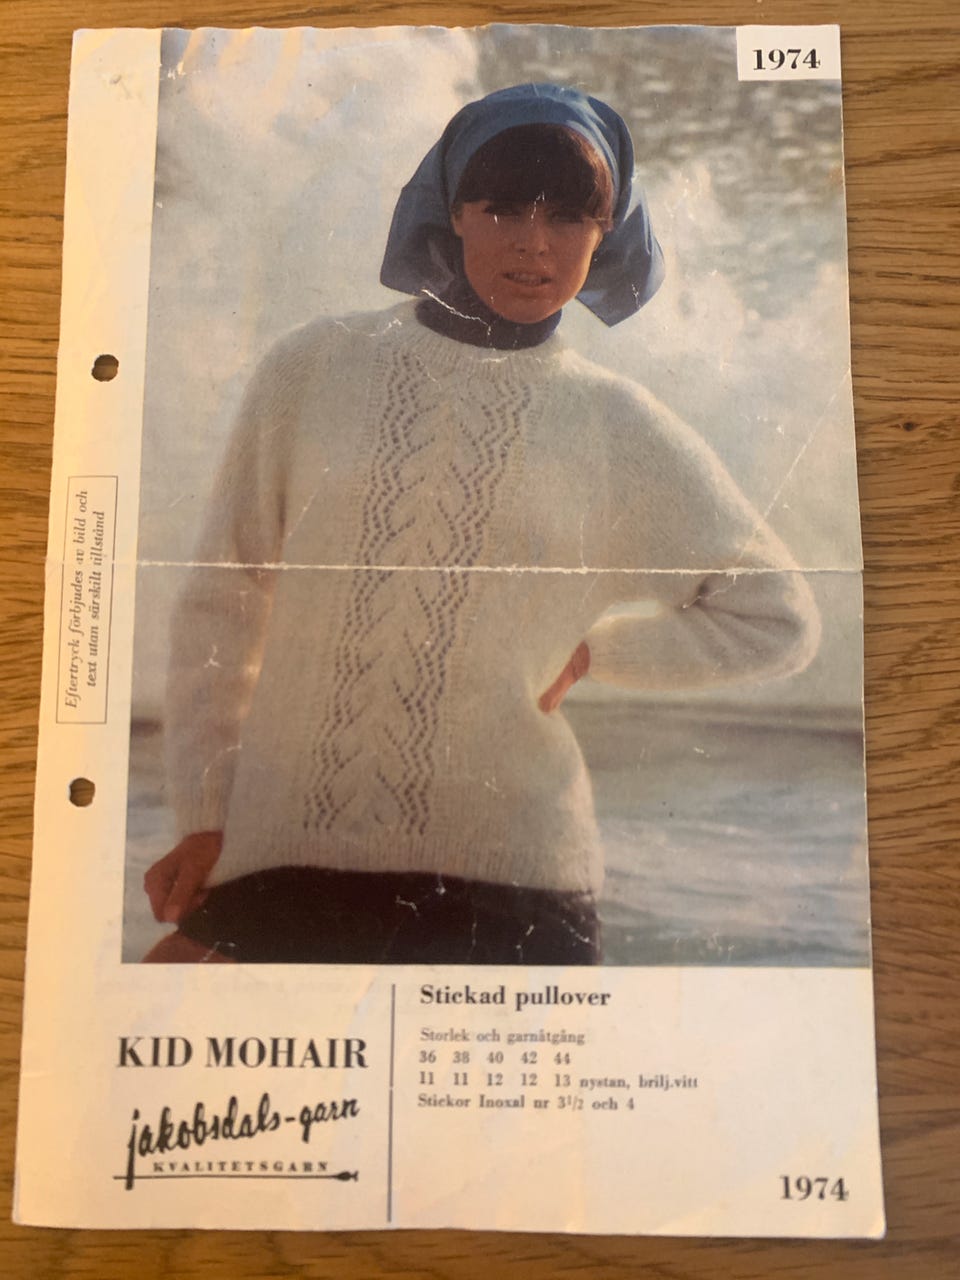 1974
Eftertryck förbjudes av bild och
text utan särskilt tillstånd
KID MOHAIR
jakobsdals-garn
KVALITETSGARN
Stickad pullover
Storlek och garnåtgång
36 38 40 42 44
11 11 12 12 13 nystan, brilj.vitt
Stickor Inoxal nr 3½ och 4
1974